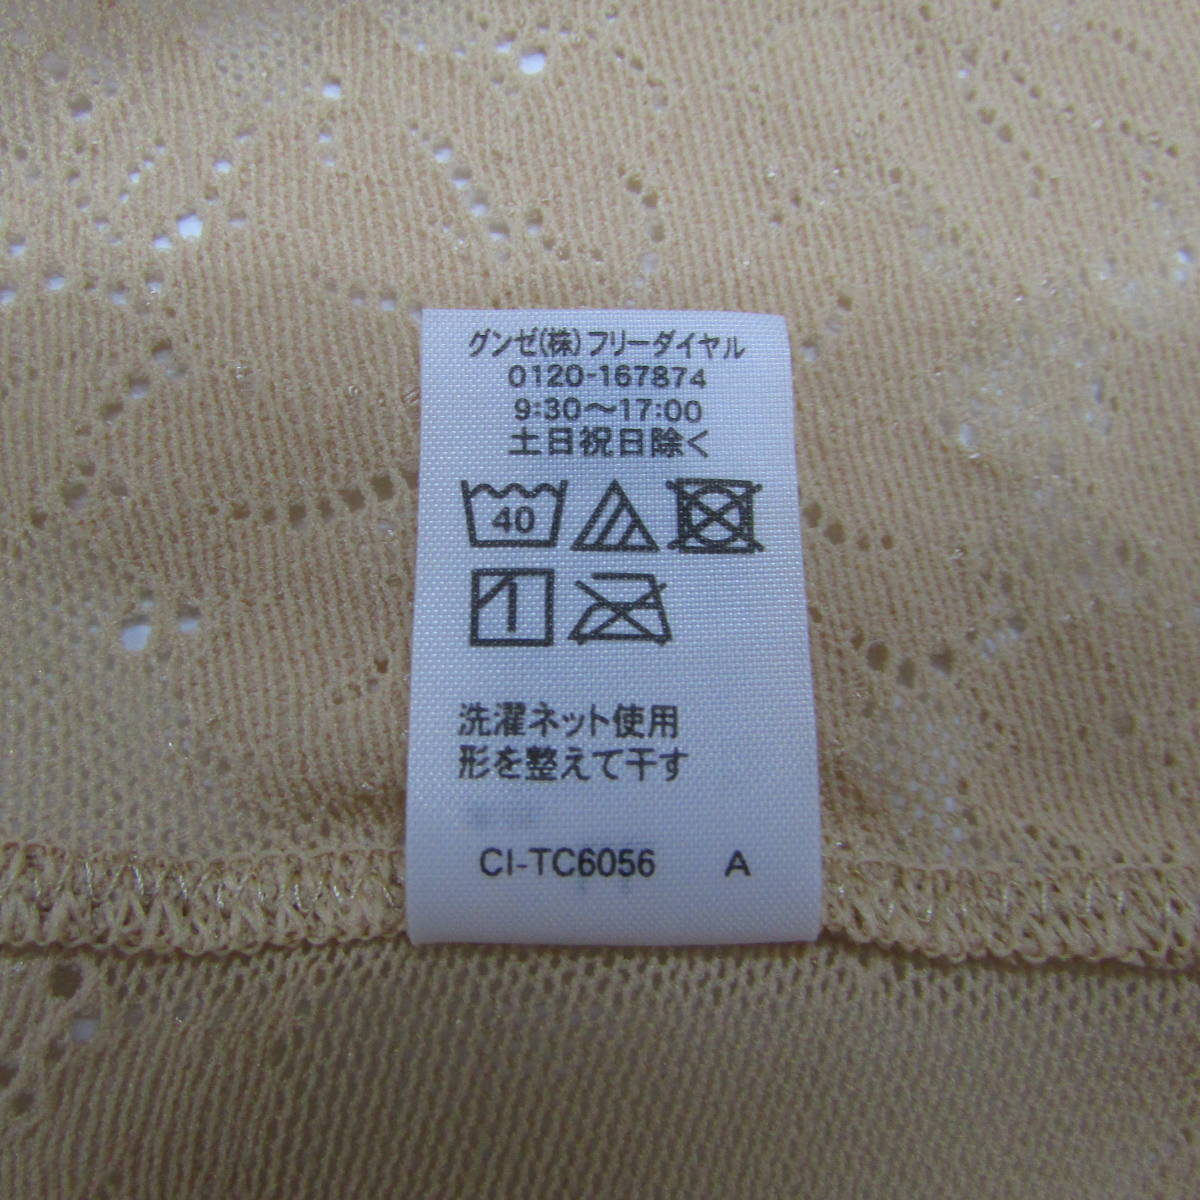 グンゼ(株)フリーダイヤル
0120-167874
9:30〜17:00
土日祝日除く
40
洗濯ネット使用
形を整えて干す
CI-TC6056 A